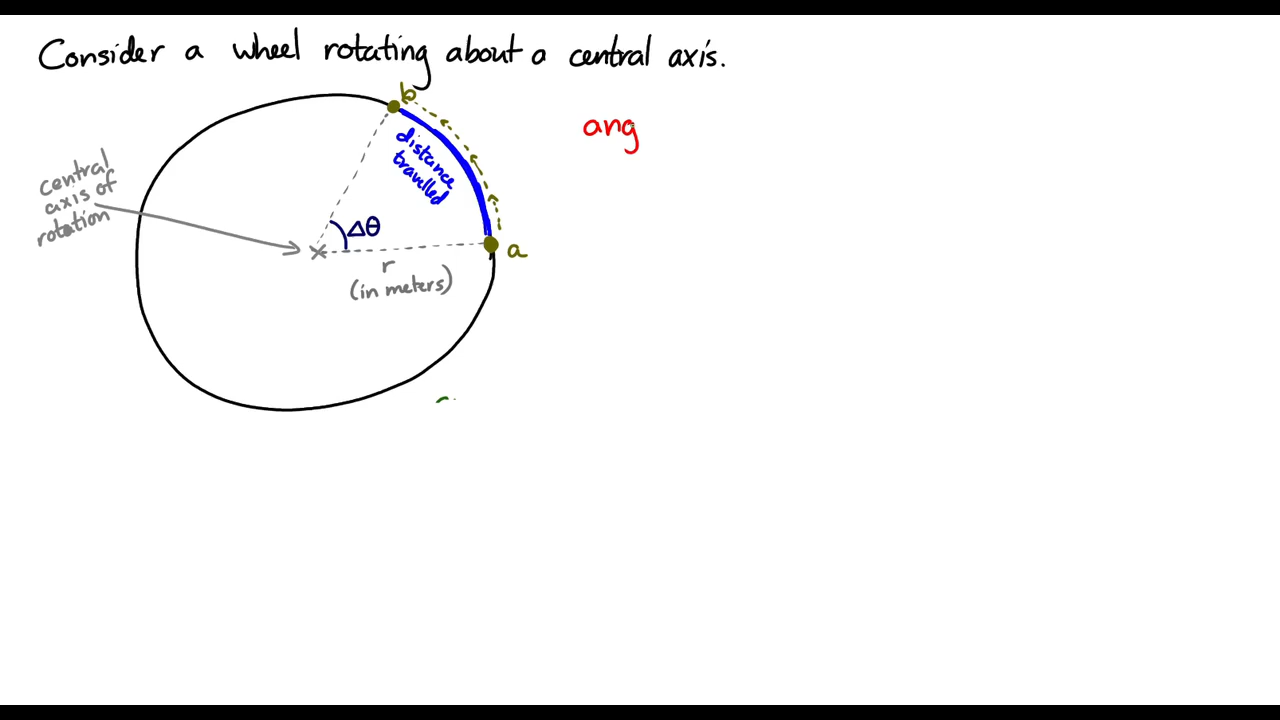 Consider a wheel rotating about a central axis.
b
ang
distance
travelled
central
axis of
rotation
Δθ
a
r
(in meters)